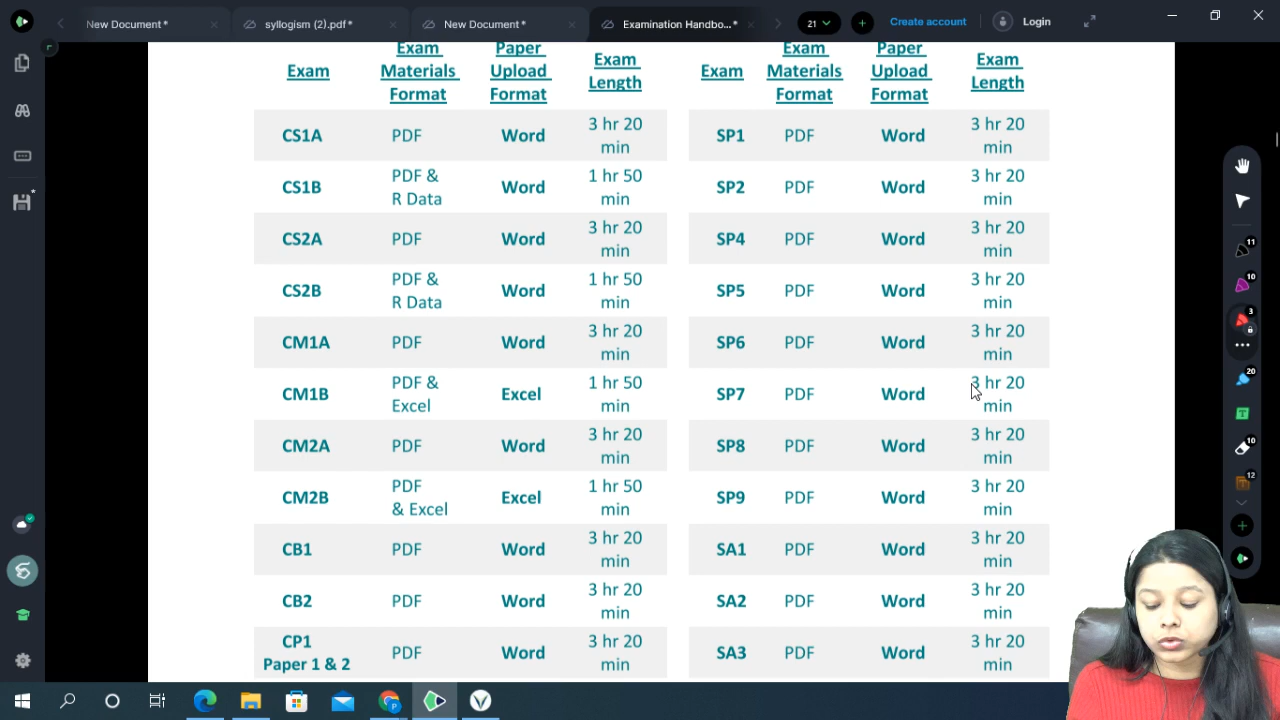 New Document*
syllogism (2).pdf*
New Document*
Examination Handbo...*
21
Create account
Login
Exam
Exam Materials Format
Paper Upload Format
Exam Length
Exam
Exam Materials Format
Paper Upload Format
Exam Length
CS1A PDF Word 3 hr 20 min SP1 PDF Word 3 hr 20 min
CS1B PDF & R Data Word 1 hr 50 min SP2 PDF Word 3 hr 20 min
CS2A PDF Word 3 hr 20 min SP4 PDF Word 3 hr 20 min
CS2B PDF & R Data Word 1 hr 50 min SP5 PDF Word 3 hr 20 min
CM1A PDF Word 3 hr 20 min SP6 PDF Word 3 hr 20 min
CM1B PDF & Excel Excel 1 hr 50 min SP7 PDF Word 3 hr 20 min
CM2A PDF Word 3 hr 20 min SP8 PDF Word 3 hr 20 min
CM2B PDF & Excel Excel 1 hr 50 min SP9 PDF Word 3 hr 20 min
CB1 PDF Word 3 hr 20 min SA1 PDF Word 3 hr 20 min
CB2 PDF Word 3 hr 20 min SA2 PDF Word 3 hr 20 min
CP1 Paper 1 & 2 PDF Word 3 hr 20 min SA3 PDF Word 3 hr 20 min
11
10
3
20
10
12